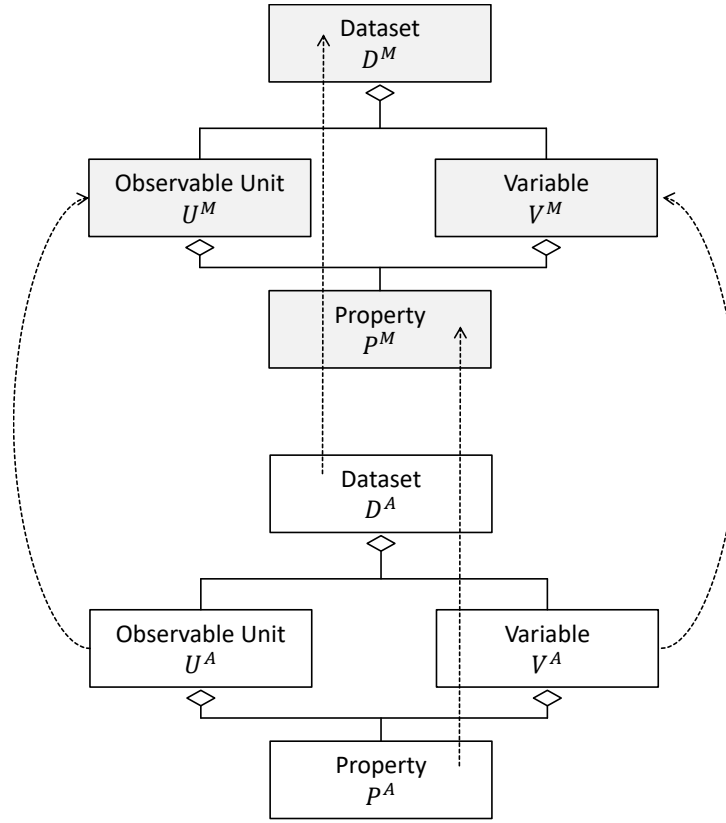 Dataset
D^M
Observable Unit
U^M
Variable
V^M
Property
P^M
Dataset
D^A
Observable Unit
U^A
Variable
V^A
Property
P^A